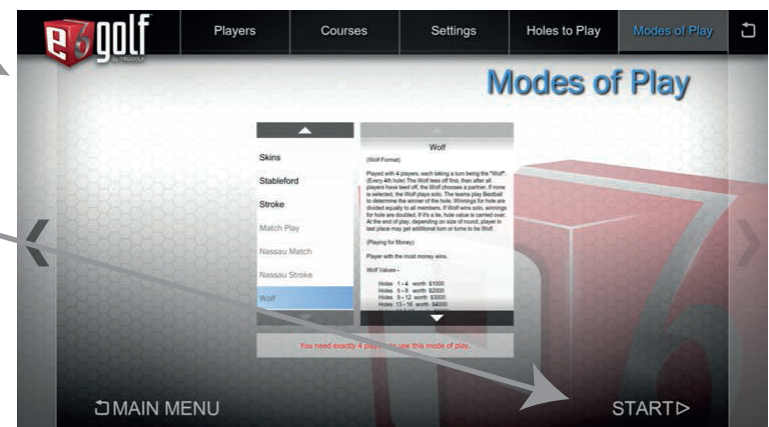 e6golf
by TRUGOLF
Players
Courses
Settings
Holes to Play
Modes of Play
Modes of Play
Skins
Stableford
Stroke
Match Play
Nassau Match
Nassau Stroke
Wolf
Wolf
(Wolf Format)
Played with 4 players, each taking a turn being the "Wolf".
(Every 4th hole) The Wolf tees off first, then after all
players have teed off, the Wolf chooses a partner. If none
is selected, the Wolf plays solo. The teams play Bestball
to determine the winner of the hole. Winnings for hole are
divided equally to all members. If Wolf wins solo, winnings
for hole are doubled. If it's a tie, hole value is carried over.
At the end of play, depending on size of round, player in
last place may get additional turn or turns to be Wolf.
(Playing for Money)
Player with the most money wins.
Wolf Values -
Holes 1-4 worth $1000
Holes 5-8 worth $2000
Holes 9-12 worth $3000
Holes 13-16 worth $4000
You need exactly 4 to use this mode of play.
MAIN MENU
START